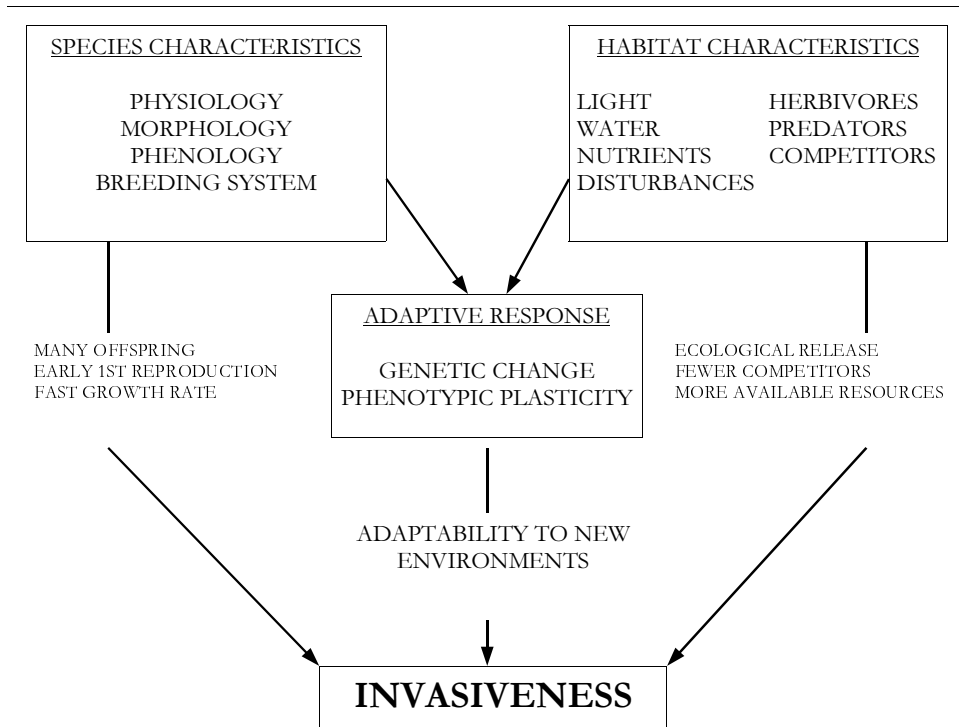 SPECIES CHARACTERISTICS
PHYSIOLOGY
MORPHOLOGY
PHENOLOGY
BREEDING SYSTEM
HABITAT CHARACTERISTICS
LIGHT HERBIVORES
WATER PREDATORS
NUTRIENTS COMPETITORS
DISTURBANCES
ADAPTIVE RESPONSE
GENETIC CHANGE
PHENOTYPIC PLASTICITY
MANY OFFSPRING
EARLY 1ST REPRODUCTION
FAST GROWTH RATE
ECOLOGICAL RELEASE
FEWER COMPETITORS
MORE AVAILABLE RESOURCES
ADAPTABILITY TO NEW
ENVIRONMENTS
INVASIVENESS